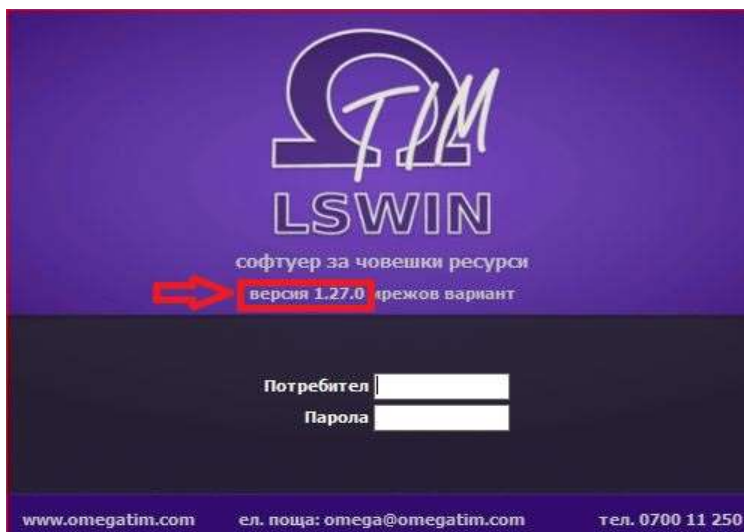 Ω TIM
LSWIN
софтуер за човешки ресурси
версия 1.27.0 мрежов вариант
Потребител
Парола
www.omegatim.com ел. поща: omega@omegatim.com тел. 0700 11 250